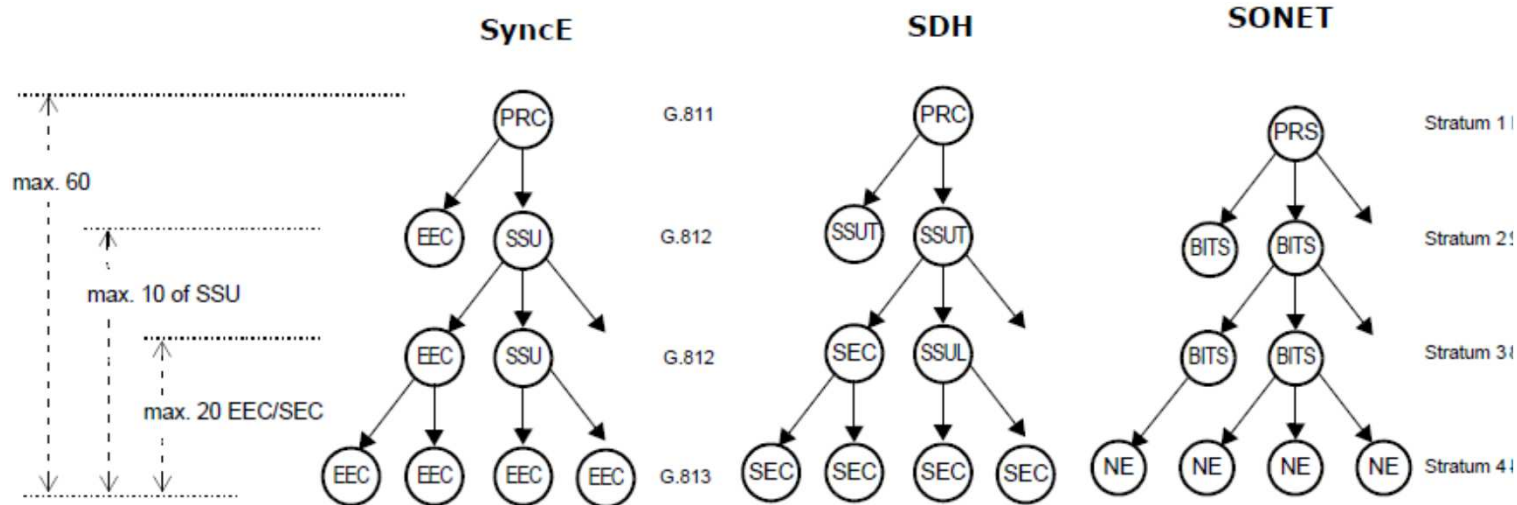 SyncE SDH SONET
PRC G.811 PRC PRS Stratum 1
max. 60
EEC SSU G.812 SSUT SSUT BITS BITS Stratum 2
max. 10 of SSU
EEC SSU G.812 SEC SSUL BITS BITS Stratum 3
max. 20 EEC/SEC
EEC EEC EEC EEC G.813 SEC SEC SEC SEC NE NE NE NE Stratum 4